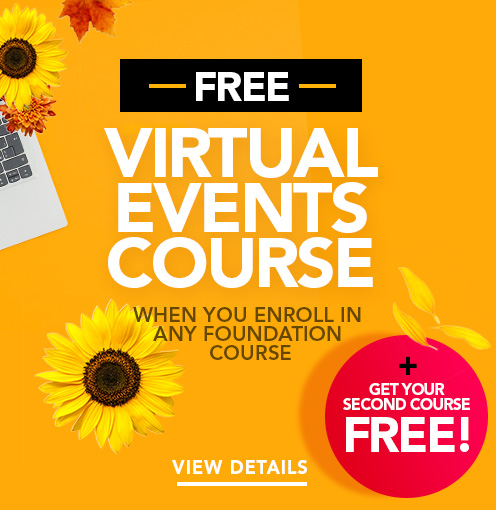 FREE
VIRTUAL
EVENTS
COURSE
WHEN YOU ENROLL IN
ANY FOUNDATION
COURSE
+
GET YOUR
SECOND COURSE
FREE!
VIEW DETAILS